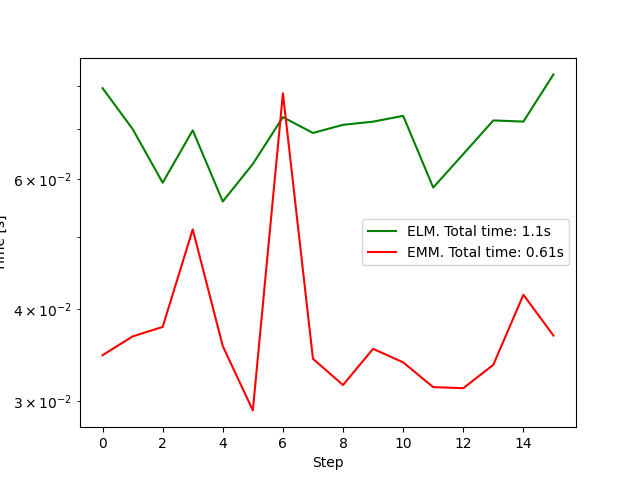 6 × 10⁻²
4 × 10⁻²
3 × 10⁻²
ELM. Total time: 1.1s
EMM. Total time: 0.61s
0 2 4 6 8 10 12 14
Step